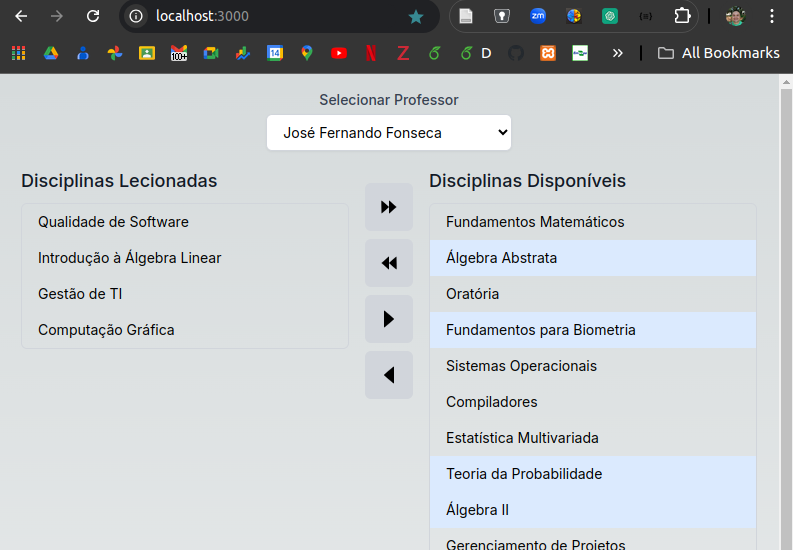 localhost:3000
zm
{e}
100+
14
Z
D
»
All Bookmarks
Selecionar Professor
José Fernando Fonseca
Disciplinas Lecionadas
Qualidade de Software
Introdução à Álgebra Linear
Gestão de TI
Computação Gráfica
Disciplinas Disponíveis
Fundamentos Matemáticos
Álgebra Abstrata
Oratória
Fundamentos para Biometria
Sistemas Operacionais
Compiladores
Estatística Multivariada
Teoria da Probabilidade
Álgebra II
Gerenciamento de Projetos